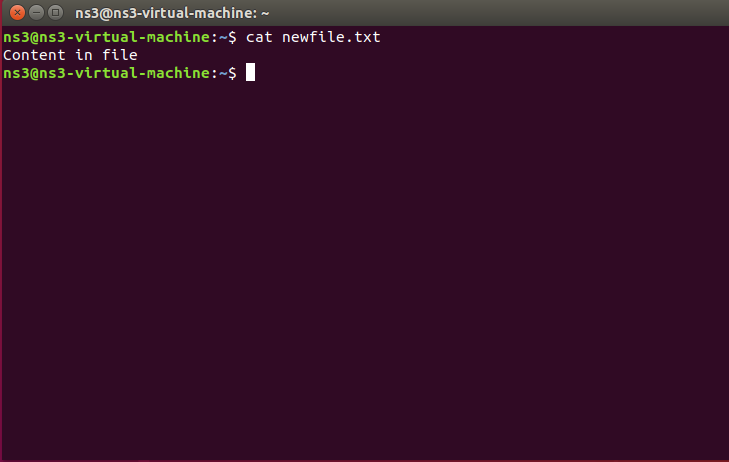 ns3@ns3-virtual-machine: ~
ns3@ns3-virtual-machine:~$ cat newfile.txt
Content in file
ns3@ns3-virtual-machine:~$